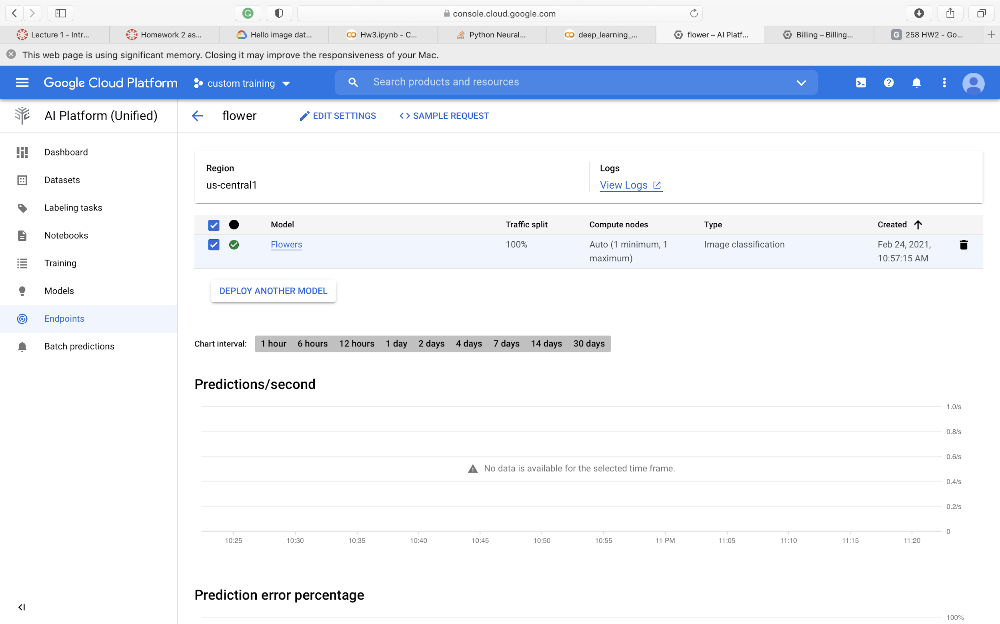 console.cloud.google.com
Lecture 1 - Intr...
Homework 2 as...
Hello image dat...
Hw3.ipynb - C...
Python Neural...
deep_learning_...
flower – AI Platf...
Billing – Billing...
G 258 HW2 - Go...
This web page is using significant memory. Closing it may improve the responsiveness of your Mac.
Google Cloud Platform
custom training
Search products and resources
AI Platform (Unified)
flower
EDIT SETTINGS
<> SAMPLE REQUEST
Dashboard
Datasets
Labeling tasks
Notebooks
Training
Models
Endpoints
Batch predictions
Region
us-central1
Logs
View Logs
Model Traffic split Compute nodes Type Created
Flowers 100% Auto (1 minimum, 1 Image classification Feb 24, 2021,
maximum) 10:57:15 AM
DEPLOY ANOTHER MODEL
Chart interval: 1 hour 6 hours 12 hours 1 day 2 days 4 days 7 days 14 days 30 days
Predictions/second
1.0/s
0.8/s
0.6/s
No data is available for the selected time frame.
0.4/s
0.2/s
0
10:25 10:30 10:35 10:40 10:45 10:50 10:55 11 PM 11:05 11:10 11:15 11:20
Prediction error percentage
100%